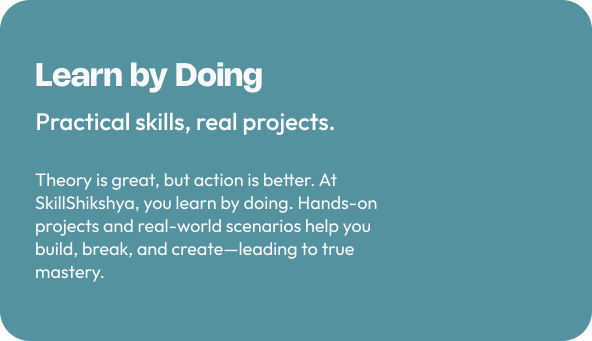 Learn by Doing
Practical skills, real projects.
Theory is great, but action is better. At
SkillShikshya, you learn by doing. Hands-on
projects and real-world scenarios help you
build, break, and create—leading to true
mastery.